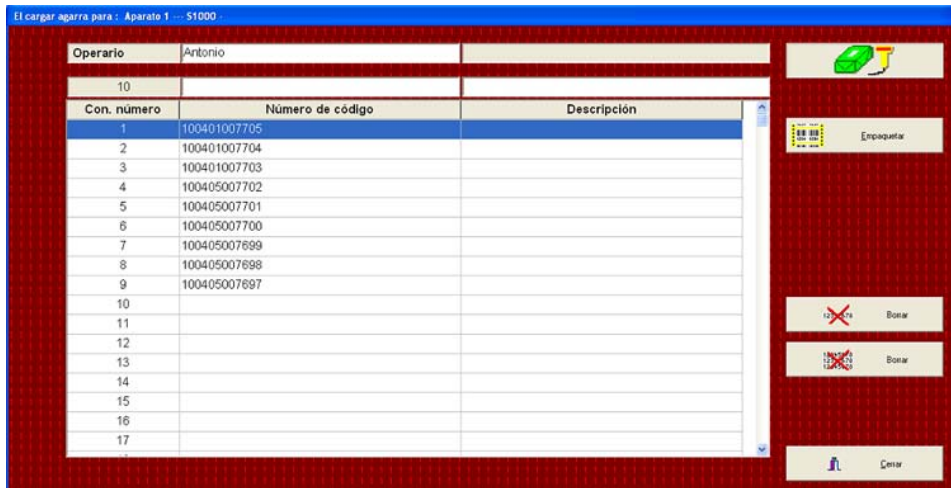 El cargar agarra para : Aparato 1 --- S1000 -
Operario Antonio
10
Con. número Número de código Descripción
1 100401007705
2 100401007704
3 100401007703
4 100405007702
5 100405007701
6 100405007700
7 100405007699
8 100405007698
9 100405007697
10
11
12
13
14
15
16
17
Empaquetar
Borrar
Borrar
Cerrar